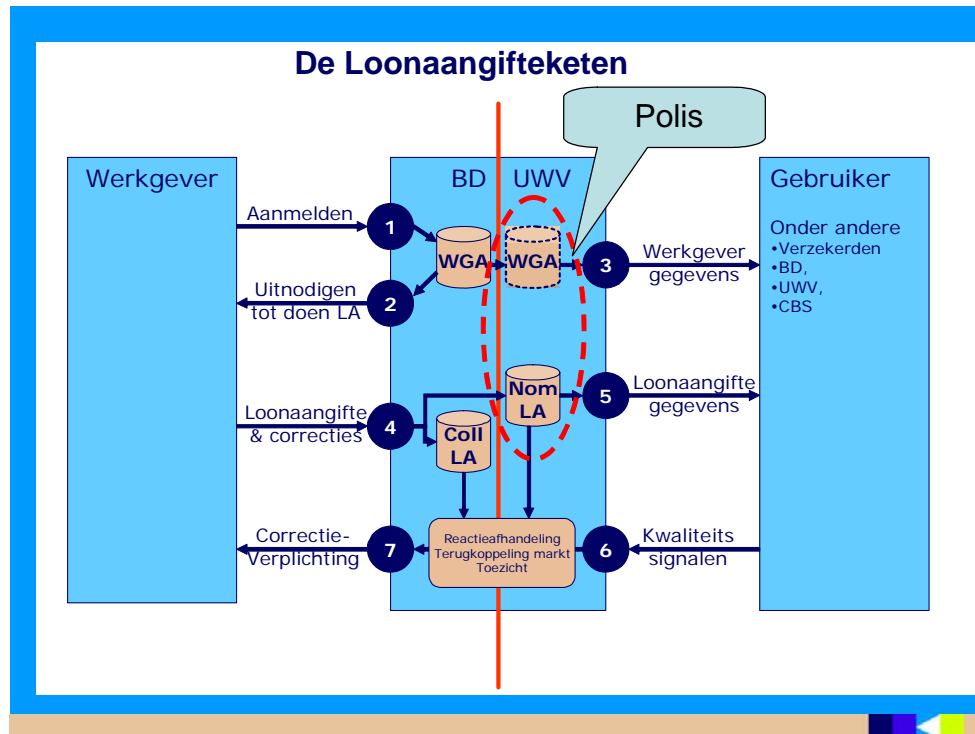 De Loonaangifteketen
Polis
Werkgever
BD
UWV
Gebruiker
Onder andere
•Verzekerden
•BD,
•UWV,
•CBS
Aanmelden
1
WGA
WGA
3
Werkgever
gegevens
Uitnodigen
tot doen LA
2
Loonaangifte
& correcties
4
Coll
LA
Nom
LA
5
Loonaangifte
gegevens
Correctie-
Verplichting
7
Reactieafhandeling
Terugkoppeling markt
Toezicht
6
Kwaliteits
signalen